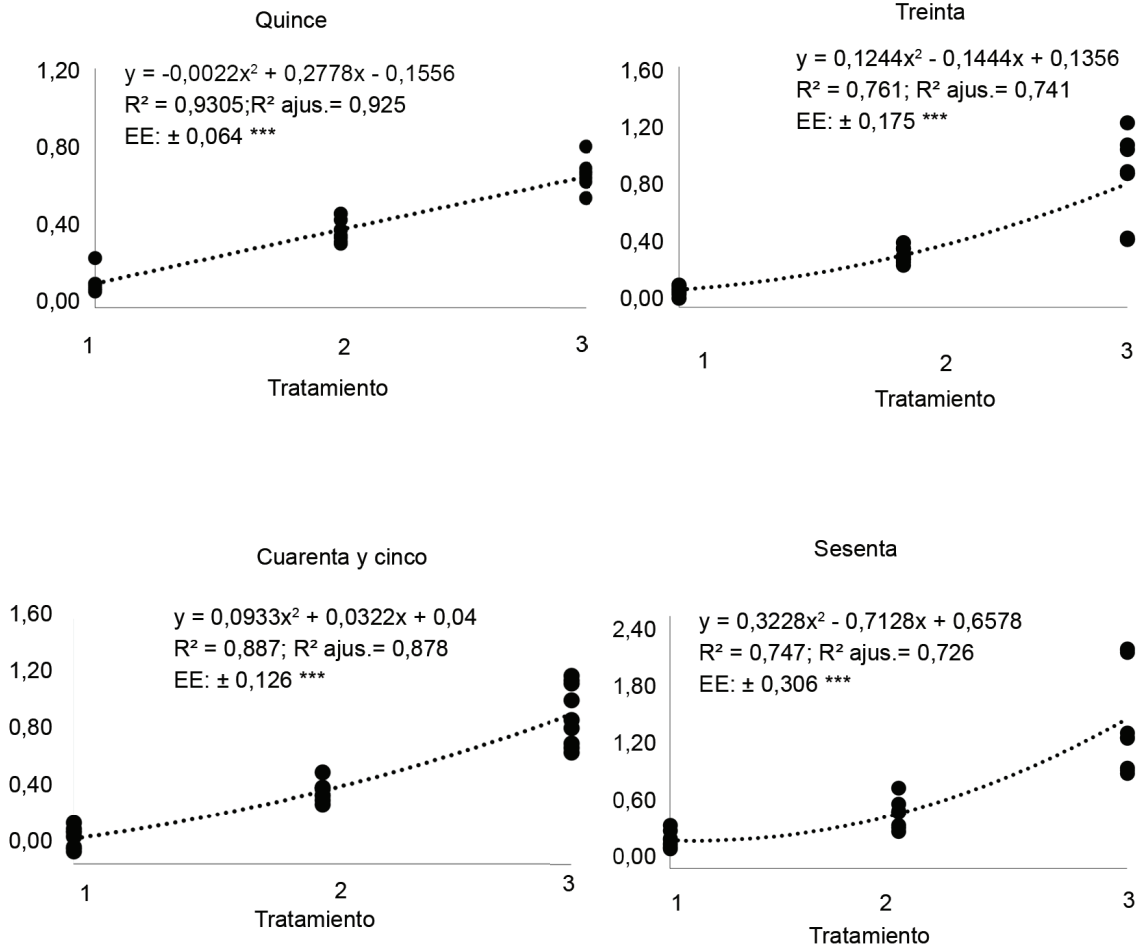 Quince
y = -0,0022x² + 0,2778x - 0,1556
R² = 0,9305;R² ajus.= 0,925
EE: ± 0,064 ***
1,20
0,80
0,40
0,00
1
2
3
Tratamiento
Treinta
y = 0,1244x² - 0,1444x + 0,1356
R² = 0,761; R² ajus.= 0,741
EE: ± 0,175 ***
1,60
1,20
0,80
0,40
0,00
1
2
3
Tratamiento
Cuarenta y cinco
y = 0,0933x² + 0,0322x + 0,04
R² = 0,887; R² ajus.= 0,878
EE: ± 0,126 ***
1,60
1,20
0,80
0,40
0,00
1
2
3
Tratamiento
Sesenta
y = 0,3228x² - 0,7128x + 0,6578
R² = 0,747; R² ajus.= 0,726
EE: ± 0,306 ***
2,40
1,80
1,20
0,60
0,00
1
2
3
Tratamiento